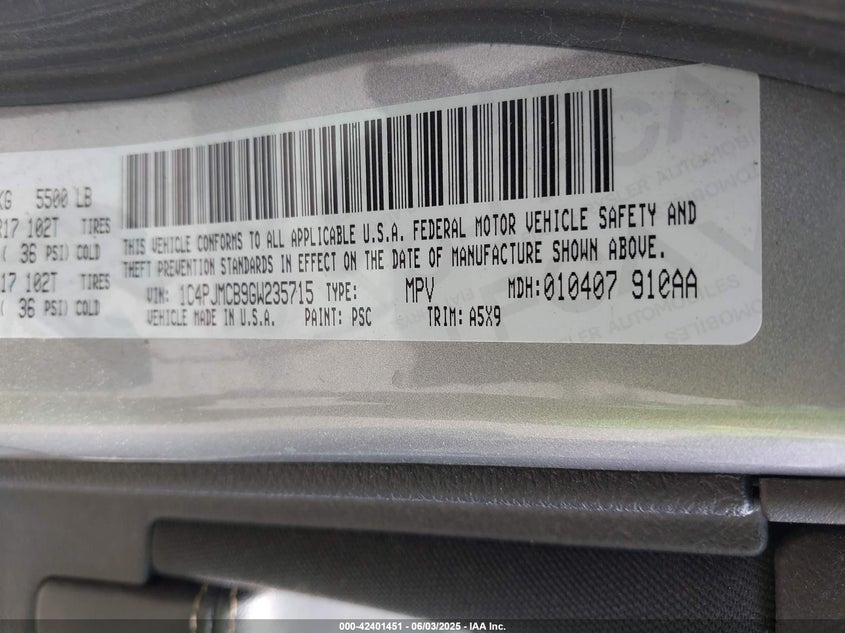 KG 5500 LB
R17 102T TIRES
( 36 PSI) COLD
17 102T TIRES
( 36 PSI) COLD
THIS VEHICLE CONFORMS TO ALL APPLICABLE U.S.A. FEDERAL MOTOR VEHICLE SAFETY AND
THEFT PREVENTION STANDARDS IN EFFECT ON THE DATE OF MANUFACTURE SHOWN ABOVE.
VIN: 1C4PJMCB9GW235715 TYPE: MPV MDH:010407 910AA
VEHICLE MADE IN U.S.A. PAINT: PSC TRIM: A5X9
000-42401451 - 06/03/2025 - IAA Inc.